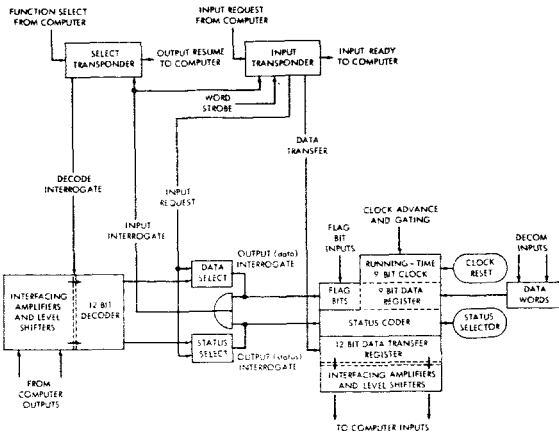 FUNCTION SELECT
FROM COMPUTER
INPUT REQUEST
FROM COMPUTER
SELECT
TRANSPONDER
OUTPUT RESUME
TO COMPUTER
INPUT
TRANSPONDER
INPUT READY
TO COMPUTER
WORD
STROBE
DATA
TRANSFER
DECODE
INTERROGATE
INPUT
REQUEST
INPUT
INTERROGATE
CLOCK ADVANCE
AND GATING
FLAG
BIT
INPUTS
DECOM
INPUTS
OUTPUT (data)
INTERROGATE
DATA
SELECT
RUNNING-TIME
9 BIT CLOCK
CLOCK
RESET
INTERFACING
AMPLIFIERS
AND LEVEL
SHIFTERS
12 BIT
DECODER
FLAG
BITS
9 BIT DATA
REGISTER
DATA
WORDS
STATUS CODER
STATUS
SELECTOR
STATUS
SELECT
OUTPUT (status)
INTERROGATE
12 BIT DATA TRANSFER
REGISTER
INTERFACING AMPLIFIERS
AND LEVEL SHIFTERS
FROM
COMPUTER
OUTPUTS
TO COMPUTER INPUTS